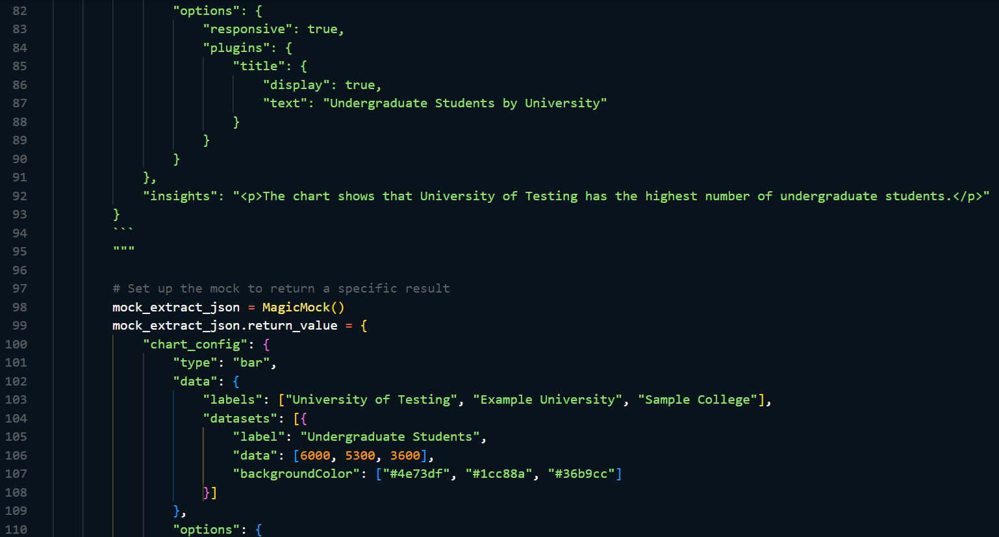 82                    "options": {
83                        "responsive": true,
84                        "plugins": {
85                            "title": {
86                                "display": true,
87                                "text": "Undergraduate Students by University"
88                            }
89                        }
90                    }
91                },
92                "insights": "<p>The chart shows that University of Testing has the highest number of undergraduate students.</p>"
93            }
94            ```
95            """
96
97            # Set up the mock to return a specific result
98            mock_extract_json = MagicMock()
99            mock_extract_json.return_value = {
100                "chart_config": {
101                    "type": "bar",
102                    "data": {
103                        "labels": ["University of Testing", "Example University", "Sample College"],
104                        "datasets": [{
105                            "label": "Undergraduate Students",
106                            "data": [6000, 5300, 3600],
107                            "backgroundColor": ["#4e73df", "#1cc88a", "#36b9cc"]
108                        }]
109                    },
110                    "options": {